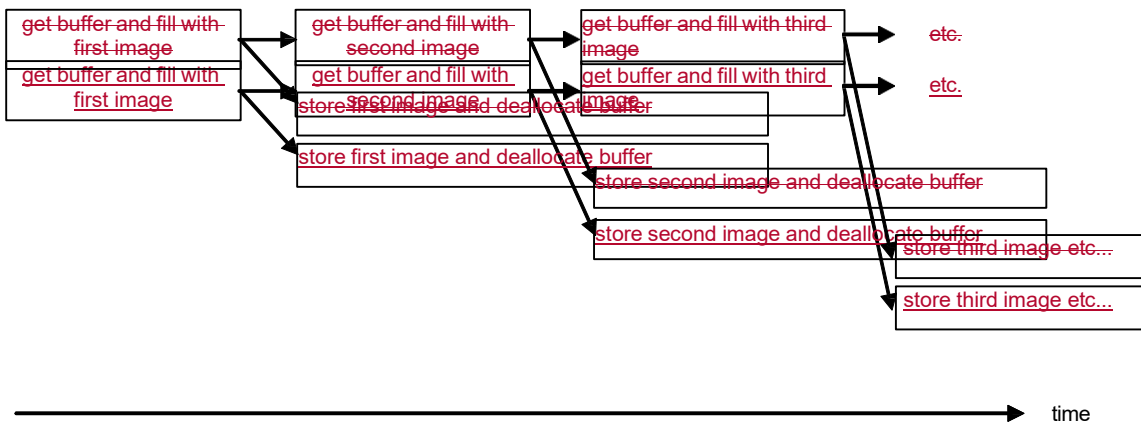 get buffer and fill with
first image
get buffer and fill with
second image
get buffer and fill with third
image
etc.
get buffer and fill with
first image
get buffer and fill with
second image
get buffer and fill with third
image
etc.
store first image and deallocate buffer
store first image and deallocate buffer
store second image and deallocate buffer
store second image and deallocate buffer
store third image etc...
store third image etc...
time